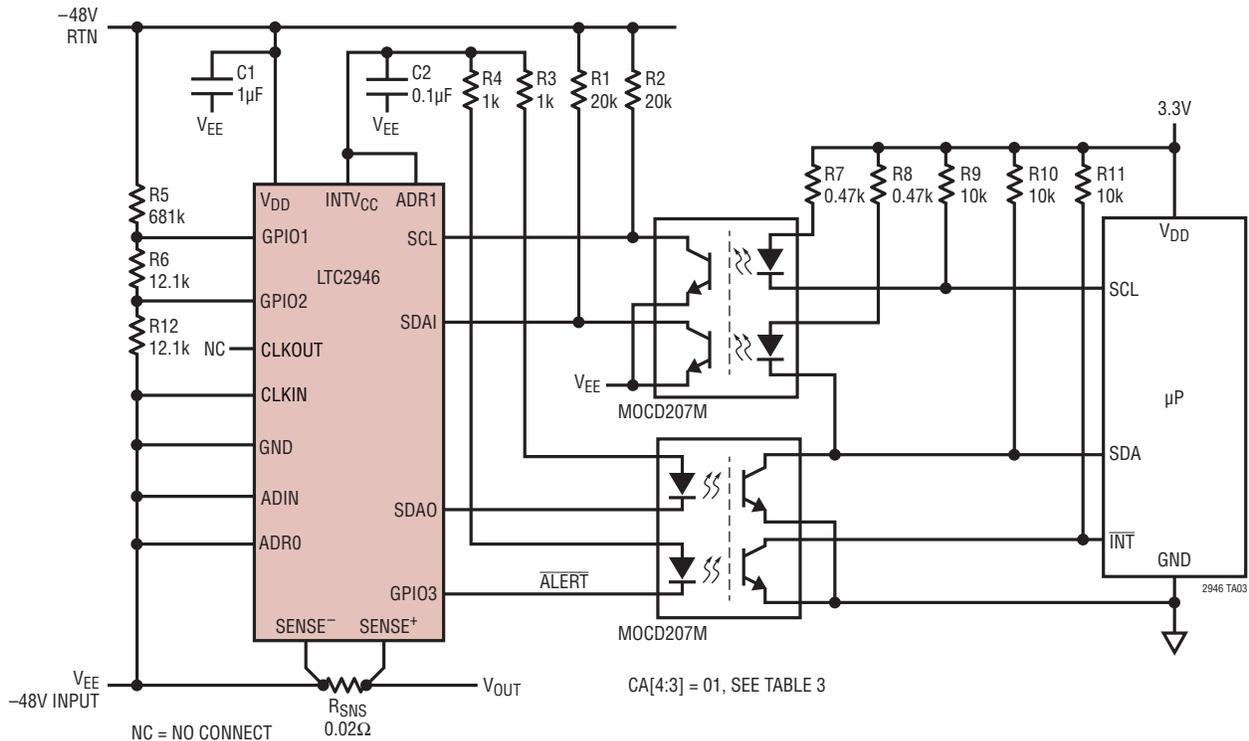 –48V
RTN
C1
1µF
VEE
C2
0.1µF
VEE
R4
1k
R3
1k
R1
20k
R2
20k
3.3V
R7
0.47k
R8
0.47k
R9
10k
R10
10k
R11
10k
R5
681k
R6
12.1k
R12
12.1k
NC
VDD
INTVCC
ADR1
GPIO1
SCL
LTC2946
GPIO2
SDAI
CLKOUT
CLKIN
GND
ADIN
SDAO
ADR0
GPIO3
SENSE–
SENSE+
VEE
MOCD207M
ALERT
MOCD207M
VDD
SCL
µP
SDA
INT
GND
2946 TA03
VEE
–48V INPUT
RSNS
0.02Ω
VOUT
CA[4:3] = 01, SEE TABLE 3
NC = NO CONNECT